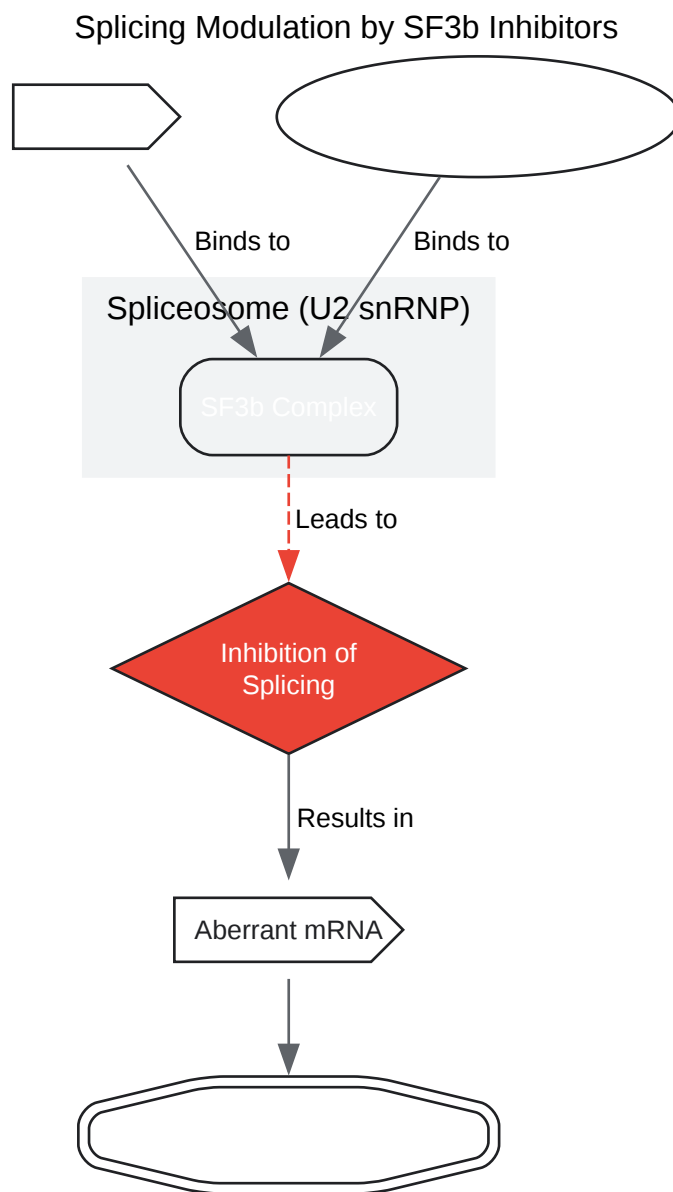 Splicing Modulation by SF3b Inhibitors
Binds to
Binds to
Spliceosome (U2 snRNP)
SF3b Complex
Leads to
Inhibition of
Splicing
Results in
Aberrant mRNA